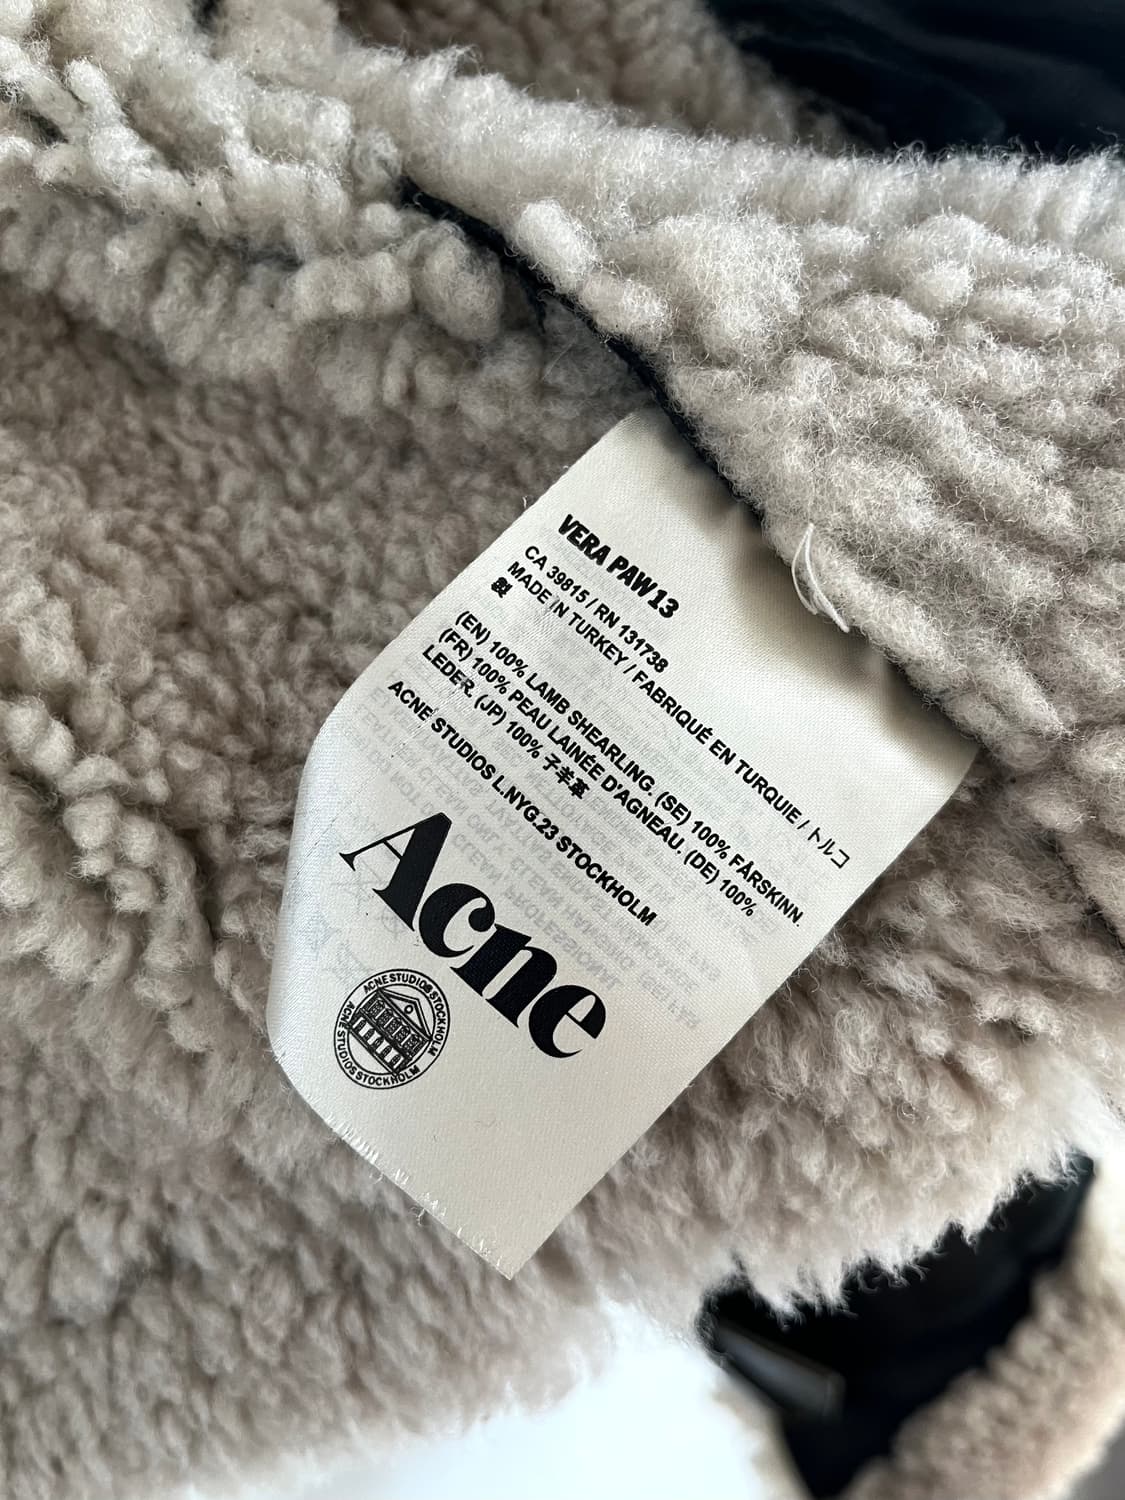 VERA PAW13
CA 39815 / RN 131738
MADE IN TURKEY / FABRIQUÉ EN TURQUIE / トルコ
製
(EN) 100% LAMB SHEARLING. (SE) 100% FÅRSKINN.
(FR) 100% PEAU LAINÉE D'AGNEAU. (DE) 100%
LEDER. (JP) 100% 子羊革
ACNE STUDIOS L.NYG.23 STOCKHOLM
Acne
ACNE STUDIOS STOCKHOLM
ACNE STUDIOS STOCKHOLM